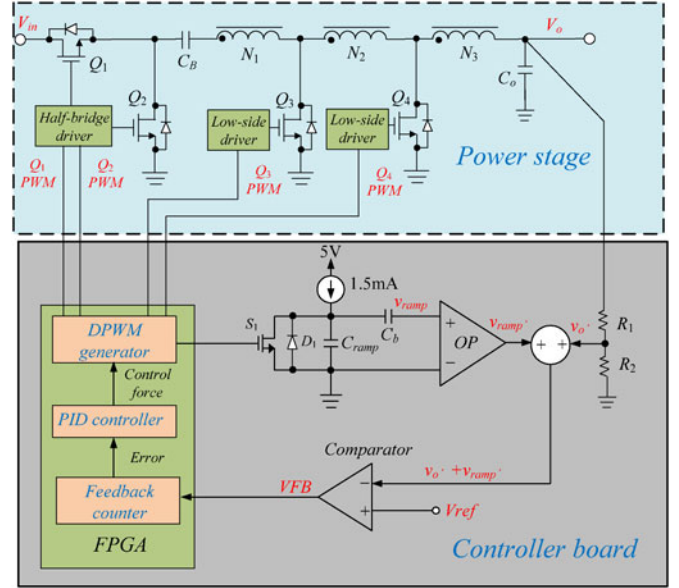 Vin
Q1
CB
N1
N2
N3
Vo
Co
Q2
Q3
Q4
Half-bridge
driver
Low-side
driver
Low-side
driver
Q1
PWM
Q2
PWM
Q3
PWM
Q4
PWM
Power stage
5V
1.5mA
S1
D1
Cramp
vramp
Cb
+
−
OP
vramp'
+ +
vo'
R1
R2
DPWM
generator
Control
force
PID controller
Error
Feedback
counter
FPGA
Comparator
VFB
−
+
vo' +vramp'
Vref
Controller board